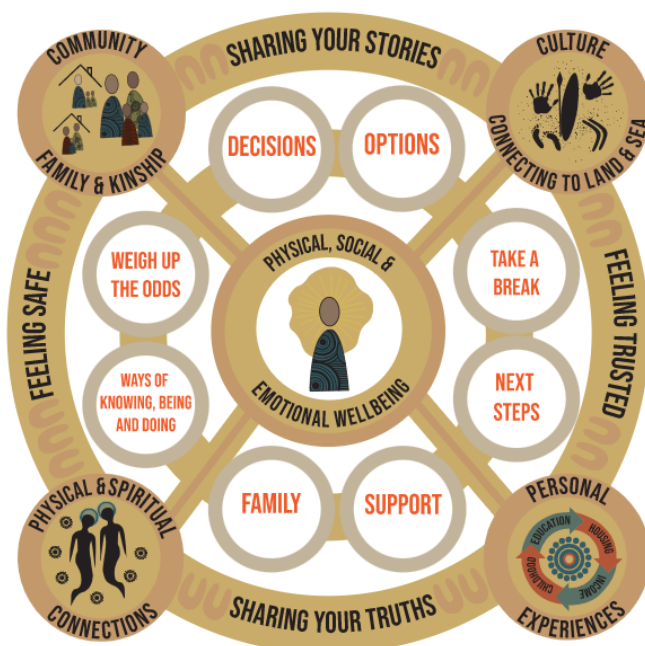 COMMUNITY
FAMILY & KINSHIP
SHARING YOUR STORIES
CULTURE
CONNECTING TO LAND & SEA
DECISIONS
OPTIONS
WEIGH UP
THE ODDS
PHYSICAL, SOCIAL &
EMOTIONAL WELLBEING
TAKE A
BREAK
FEELING SAFE
FEELING TRUSTED
WAYS OF
KNOWING, BEING
AND DOING
NEXT
STEPS
FAMILY
SUPPORT
PHYSICAL & SPIRITUAL
CONNECTIONS
SHARING YOUR TRUTHS
PERSONAL
EDUCATION
HOUSING
INCOME
CHILDHOOD
EXPERIENCES